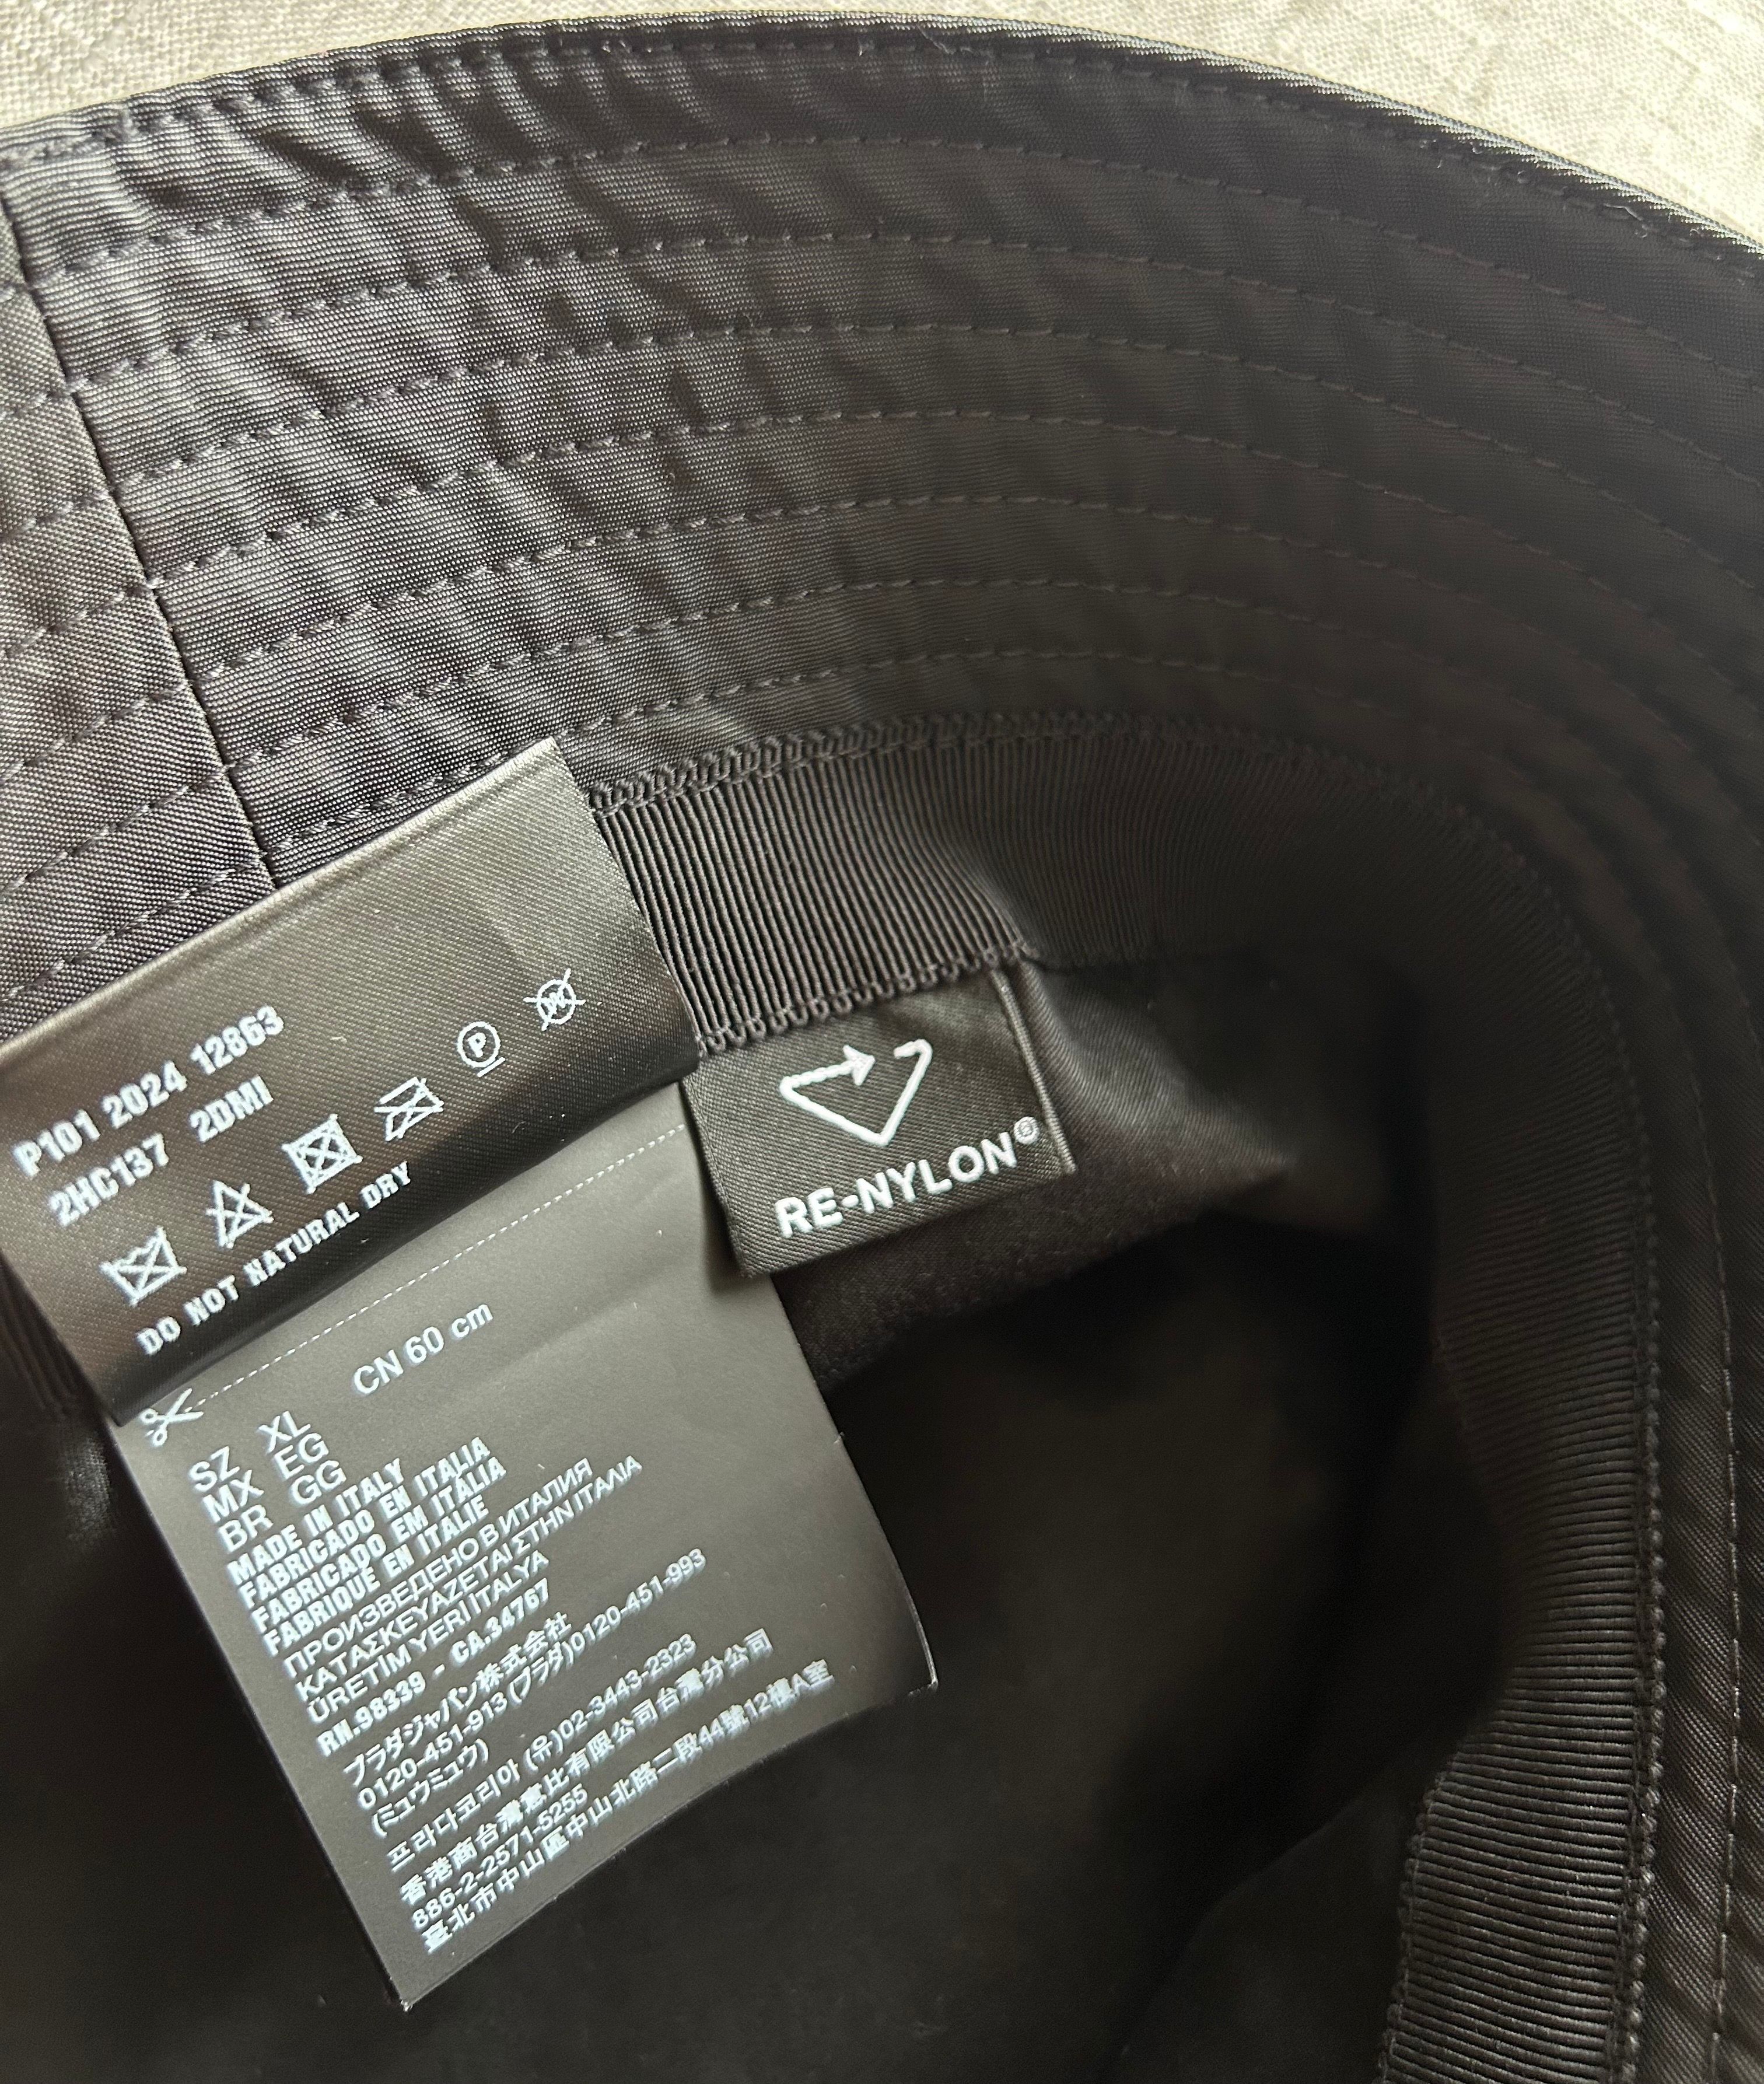 P101 2024 12863
2HC137 2DMI
P
W
DO NOT NATURAL DRY
RE-NYLON®
CN 60 cm
SZ XL
MX EG
BR GG
MADE IN ITALY
FABRICADO EN ITALIA
FABRICADO EM ITÁLIA
FABRIQUE EN ITALIE
ПРОИЗВЕДЕНО В ИТАЛИЯ
ΚΑΤΑΣΚΕΥΑΖΕΤΑΙ ΣΤΗΝ ΙΤΑΛΙΑ
ÜRETİM YERİ İTALYA
RN.98339 - CA.34767
プラダジャパン株式会社
0120-451-913(プラダ)0120-451-993
(ミュウミュウ)
프라다코리아 (유)02-3443-2323
香港商台灣蕙比有限公司台灣分公司
886-2-2571-5255
臺北市中山區中山北路二段44號12樓A室